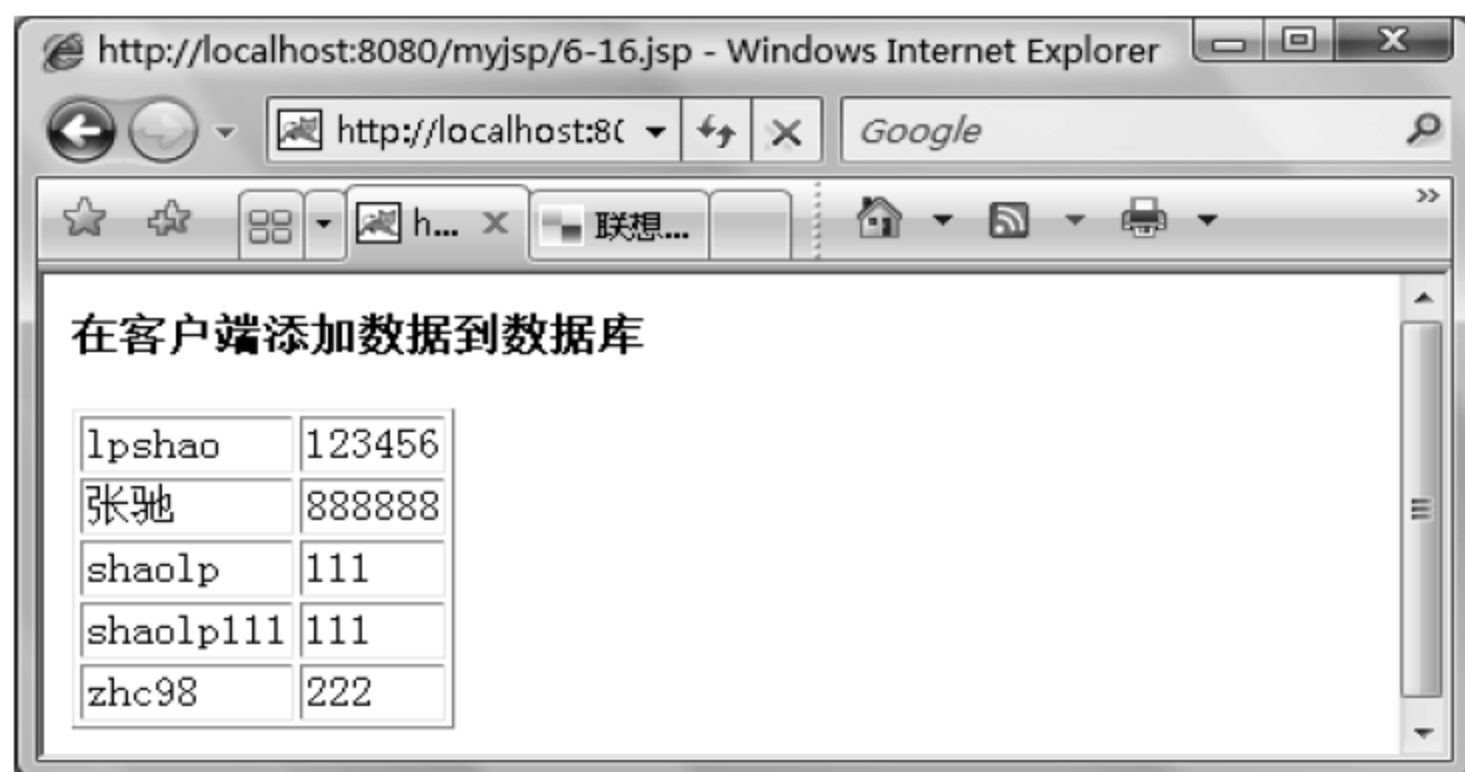 http://localhost:8080/myjsp/6-16.jsp - Windows Internet Explorer
http://localhost:8( Google
h... 联想...
在客户端添加数据到数据库
lpshao 123456
张驰 888888
shaolp 111
shaolp111 111
zhc98 222